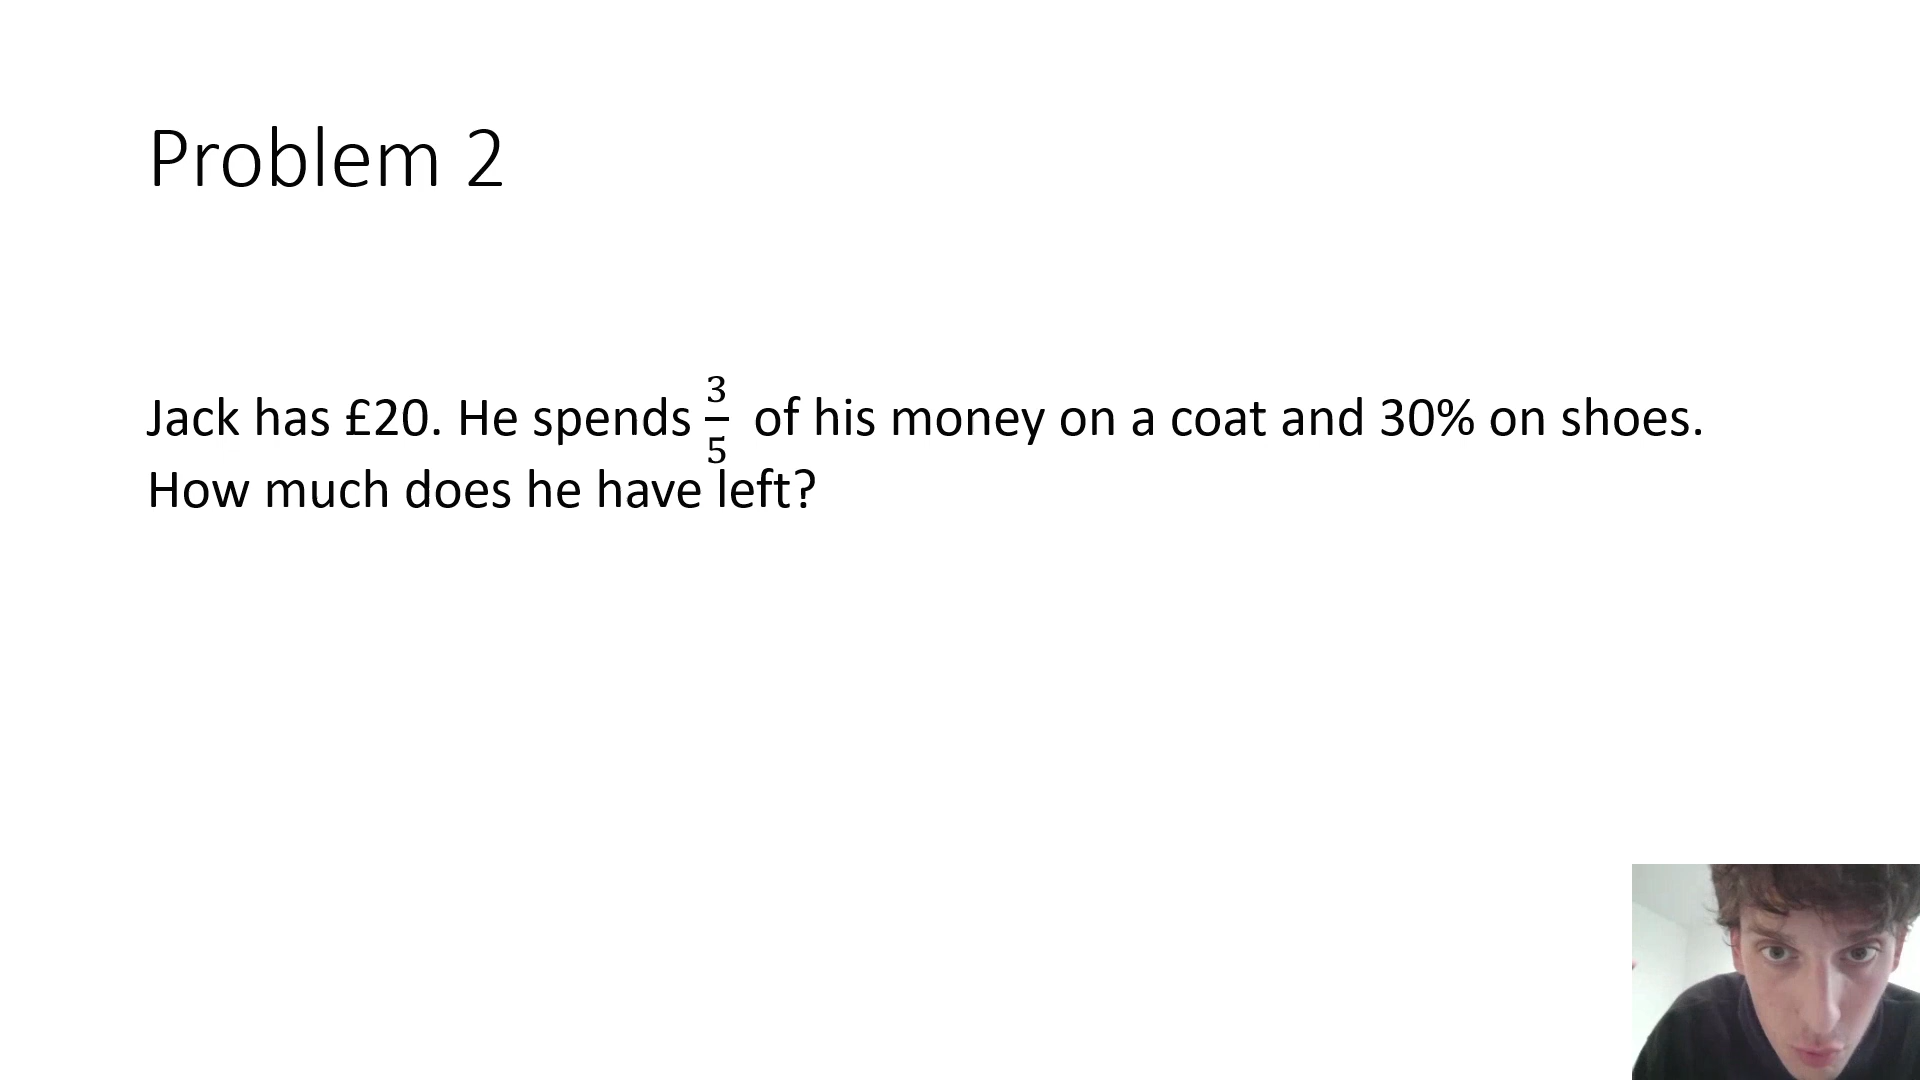 Problem 2
Jack has £20. He spends 3/5 of his money on a coat and 30% on shoes.
How much does he have left?